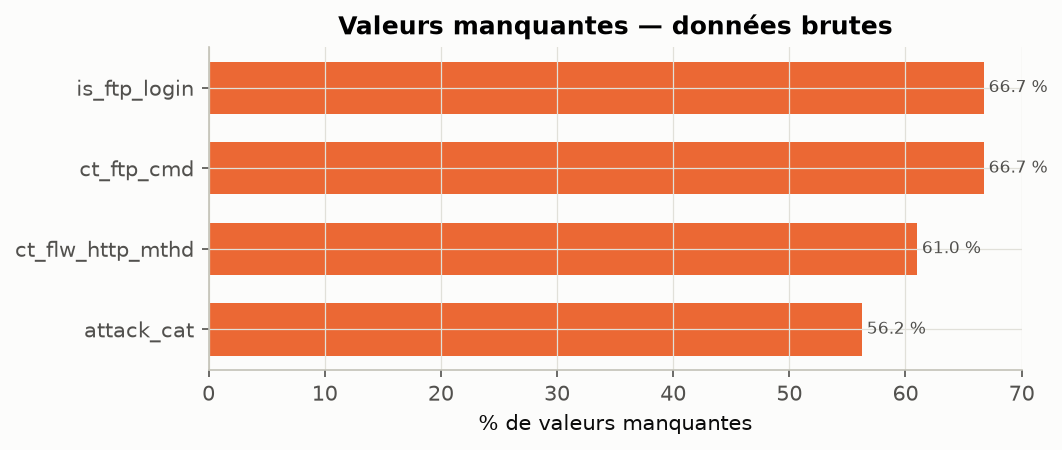 Valeurs manquantes — données brutes
is_ftp_login
66.7 %
ct_ftp_cmd
66.7 %
ct_flw_http_mthd
61.0 %
attack_cat
56.2 %
0 10 20 30 40 50 60 70
% de valeurs manquantes